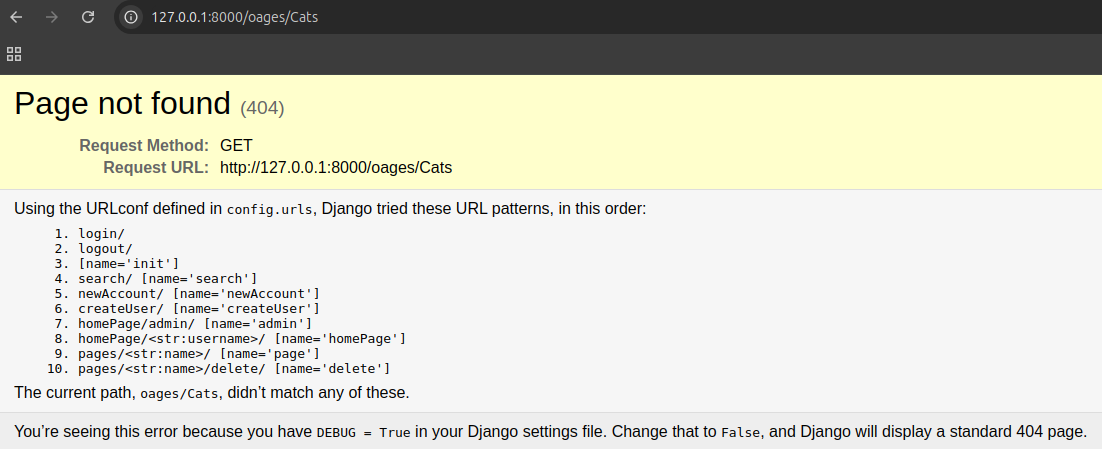 127.0.0.1:8000/oages/Cats
Page not found (404)
Request Method: GET
Request URL: http://127.0.0.1:8000/oages/Cats
Using the URLconf defined in config.urls, Django tried these URL patterns, in this order:
1. login/
2. logout/
3. [name='init']
4. search/ [name='search']
5. newAccount/ [name='newAccount']
6. createUser/ [name='createUser']
7. homePage/admin/ [name='admin']
8. homePage/<str:username>/ [name='homePage']
9. pages/<str:name>/ [name='page']
10. pages/<str:name>/delete/ [name='delete']
The current path, oages/Cats, didn’t match any of these.
You’re seeing this error because you have DEBUG = True in your Django settings file. Change that to False, and Django will display a standard 404 page.